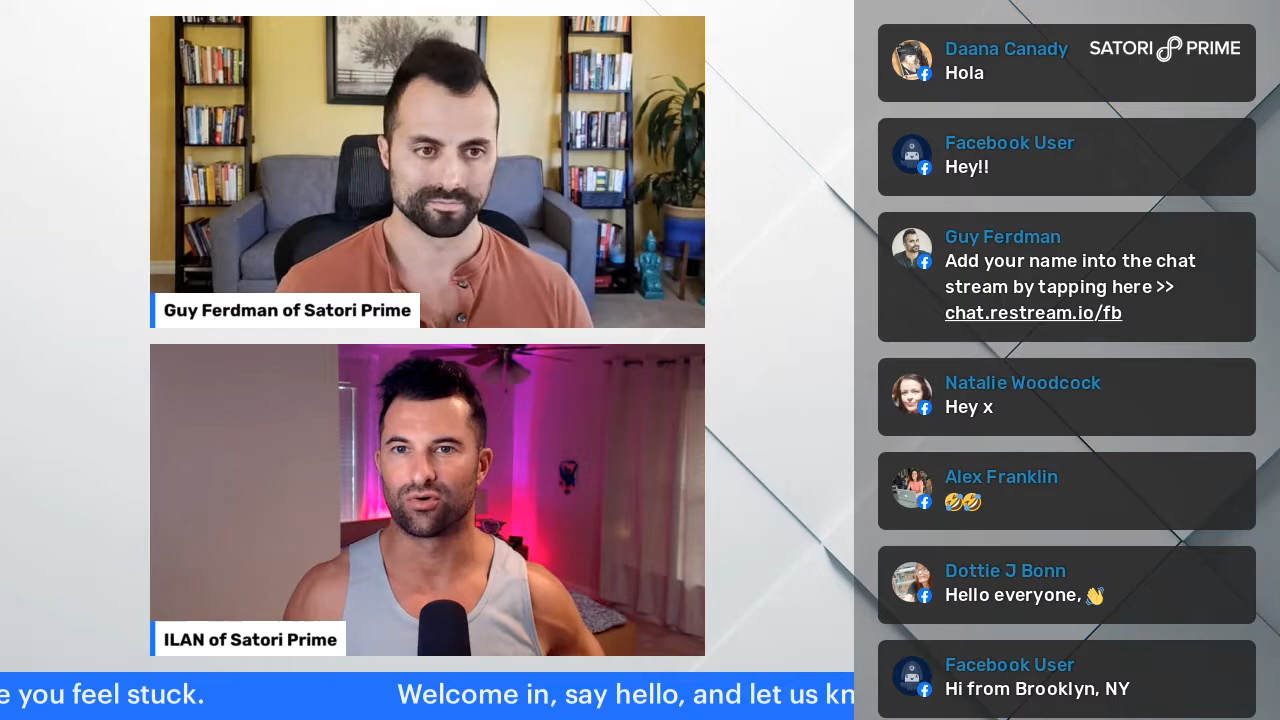 Guy Ferdman of Satori Prime
ILAN of Satori Prime
e you feel stuck. Welcome in, say hello, and let us kn
SATORI PRIME
Daana Canady
Hola
Facebook User
Hey!!
Guy Ferdman
Add your name into the chat
stream by tapping here >>
chat.restream.io/fb
Natalie Woodcock
Hey x
Alex Franklin
🤣🤣
Dottie J Bonn
Hello everyone, 👋
Facebook User
Hi from Brooklyn, NY